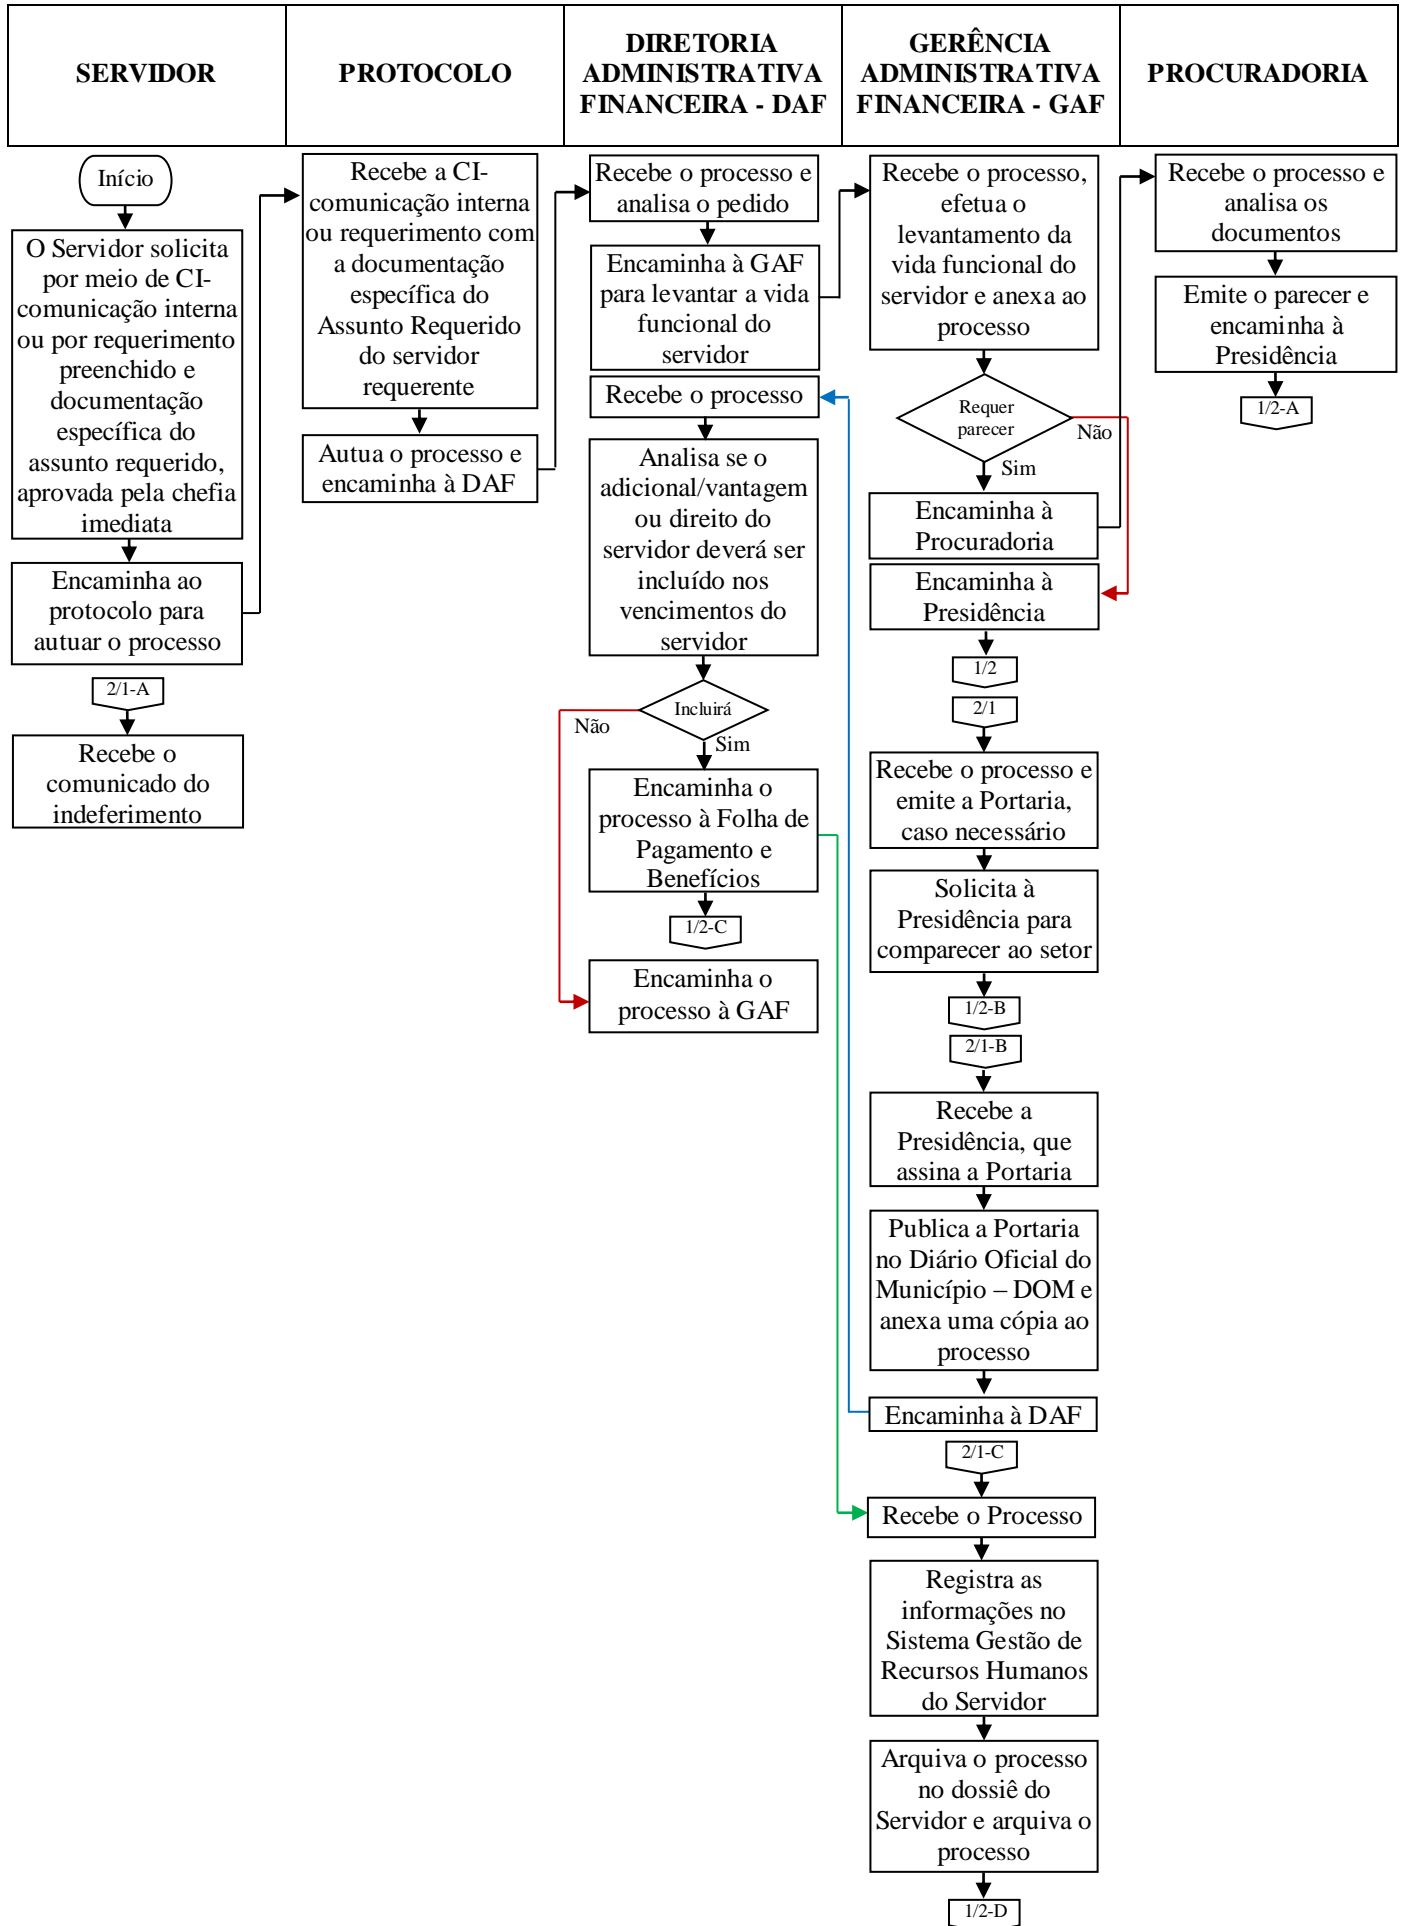 SERVIDOR
PROTOCOLO
DIRETORIA
ADMINISTRATIVA
FINANCEIRA - DAF
GERÊNCIA
ADMINISTRATIVA
FINANCEIRA - GAF
PROCURADORIA
Início
O Servidor solicita
por meio de CI-
comunicação interna
ou por requerimento
preenchido e
documentação
específica do
assunto requerido,
aprovada pela chefia
imediata
Encaminha ao
protocolo para
autuar o processo
2/1-A
Recebe o
comunicado do
indeferimento
Recebe a CI-
comunicação interna
ou requerimento com
a documentação
específica do
Assunto Requerido
do servidor
requerente
Autua o processo e
encaminha à DAF
Recebe o processo e
analisa o pedido
Encaminha à GAF
para levantar a vida
funcional do
servidor
Recebe o processo
Analisa se o
adicional/vantagem
ou direito do
servidor deverá ser
incluído nos
vencimentos do
servidor
Incluirá
Não
Sim
Encaminha o
processo à Folha de
Pagamento e
Benefícios
1/2-C
Encaminha o
processo à GAF
Recebe o processo,
efetua o
levantamento da
vida funcional do
servidor e anexa ao
processo
Requer
parecer
Não
Sim
Encaminha à
Procuradoria
Encaminha à
Presidência
1/2
2/1
Recebe o processo e
emite a Portaria,
caso necessário
Solicita à
Presidência para
comparecer ao setor
1/2-B
2/1-B
Recebe a
Presidência, que
assina a Portaria
Publica a Portaria
no Diário Oficial do
Município – DOM e
anexa uma cópia ao
processo
Encaminha à DAF
2/1-C
Recebe o Processo
Registra as
informações no
Sistema Gestão de
Recursos Humanos
do Servidor
Arquiva o processo
no dossiê do
Servidor e arquiva o
processo
1/2-D
Recebe o processo e
analisa os
documentos
Emite o parecer e
encaminha à
Presidência
1/2-A